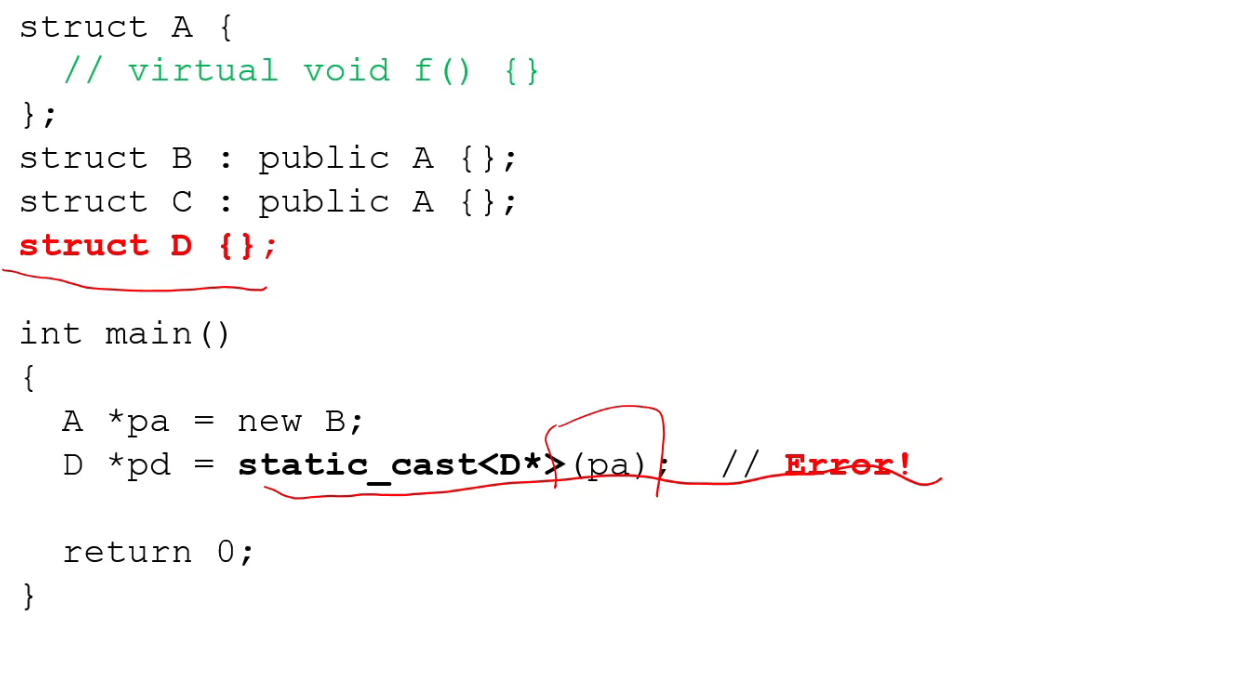 struct A {
  // virtual void f() {}
};
struct B : public A {};
struct C : public A {};
struct D {};
int main()
{
  A *pa = new B;
  D *pd = static_cast<D*>(pa);  // Error!
  return 0;
}